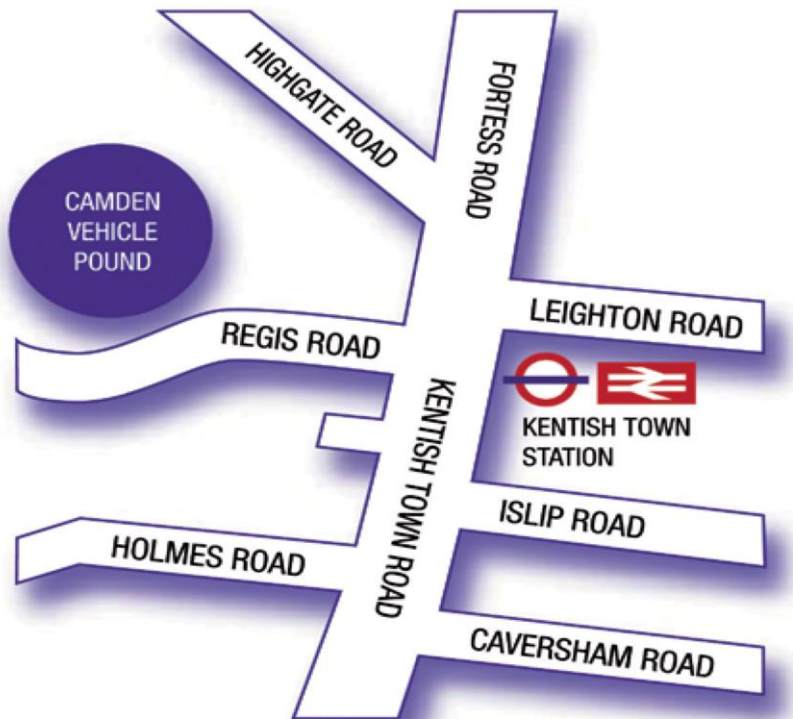 HIGHGATE ROAD
FORTESS ROAD
CAMDEN
VEHICLE
POUND
LEIGHTON ROAD
REGIS ROAD
KENTISH TOWN
STATION
KENTISH TOWN ROAD
ISLIP ROAD
HOLMES ROAD
CAVERSHAM ROAD